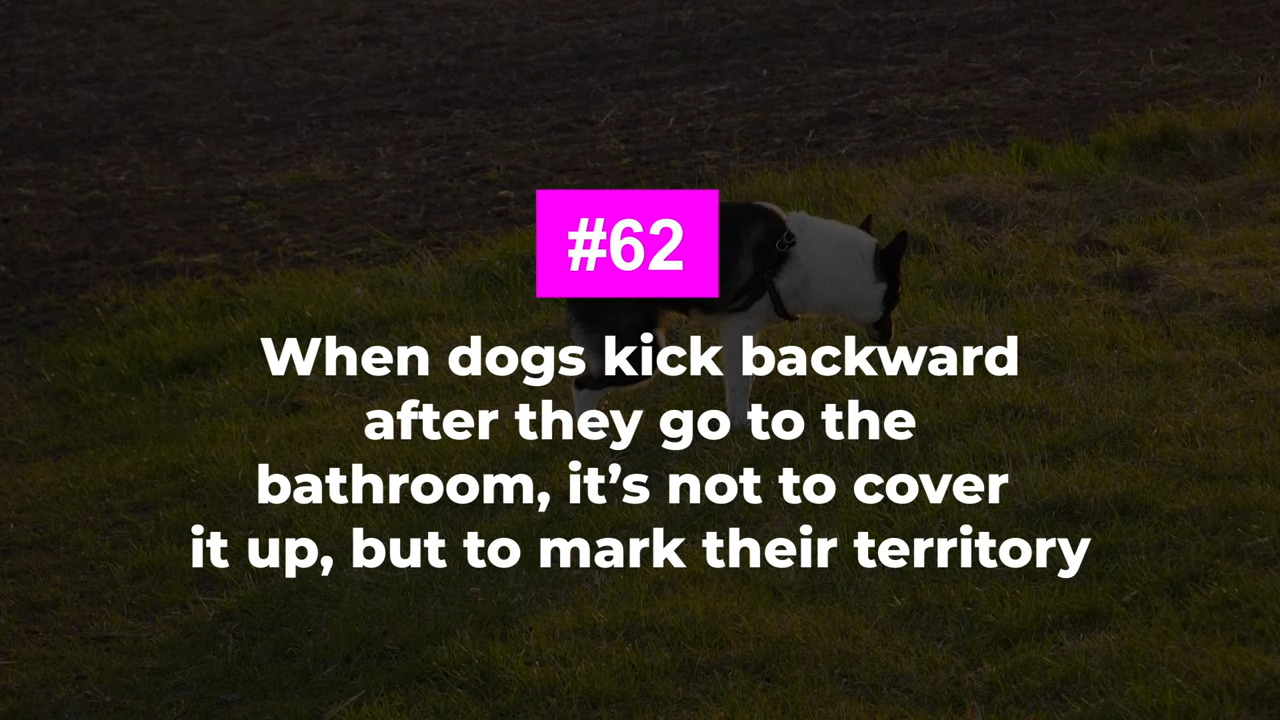 #62
When dogs kick backward
after they go to the
bathroom, it’s not to cover
it up, but to mark their territory